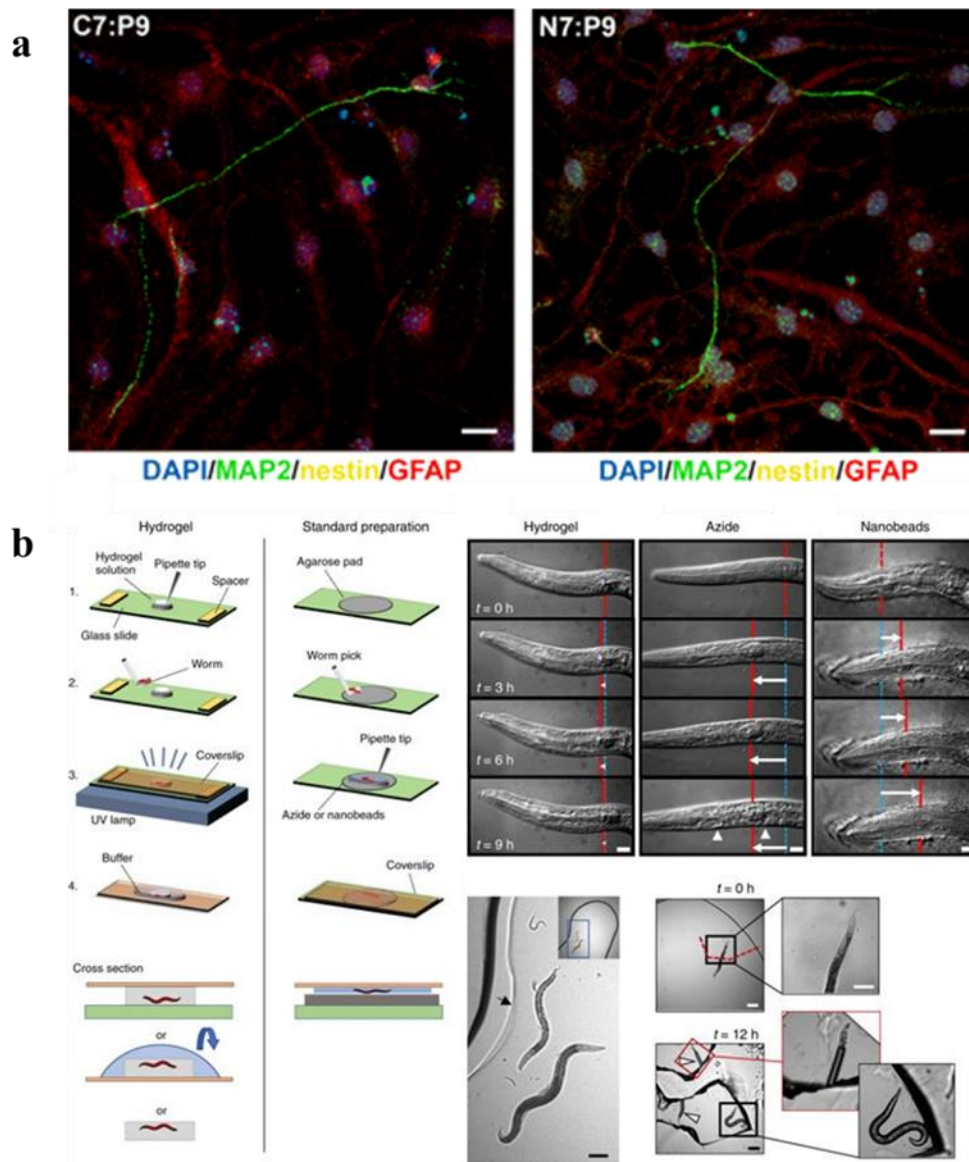 a
C7:P9
N7:P9
DAPI/MAP2/nestin/GFAP
DAPI/MAP2/nestin/GFAP
b
Hydrogel
Standard preparation
Hydrogel
solution
Pipette tip
Spacer
1.
Glass slide
Agarose pad
2.
Worm
Worm pick
3.
Coverslip
UV lamp
Pipette tip
Azide or nanobeads
4.
Buffer
Coverslip
Cross section
or
or
Hydrogel
Azide
Nanobeads
t = 0 h
t = 3 h
t = 6 h
t = 9 h
t = 0 h
t = 12 h